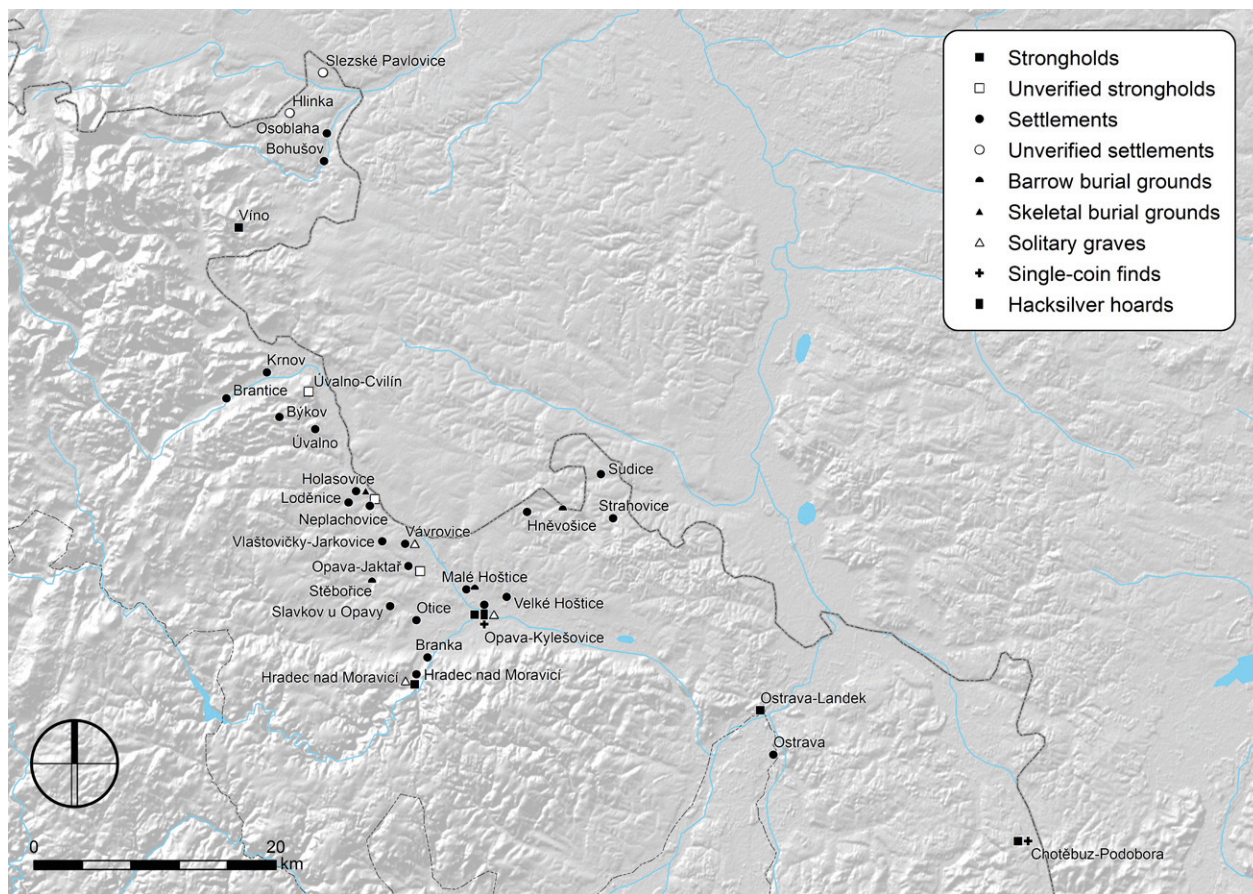 Slezské Pavlovice
Hlinka
Osoblaha
Bohušov
Víno
Krnov
Úvalno-Cvilín
Brantice
Býkov
Úvalno
Holasovice
Loděnice
Neplachovice
Sudice
Strahovice
Hněvošice
Vávrovice
Vlaštovičky-Jarkovice
Opava-Jaktař
Malé Hoštice
Stěbořice
Velké Hoštice
Slavkov u Opavy
Otice
Opava-Kylešovice
Branka
Hradec nad Moravicí
Hradec nad Moravicí
Ostrava-Landek
Ostrava
Chotěbuz-Podobora
Strongholds
Unverified strongholds
Settlements
Unverified settlements
Barrow burial grounds
Skeletal burial grounds
Solitary graves
Single-coin finds
Hacksilver hoards
0
20
km